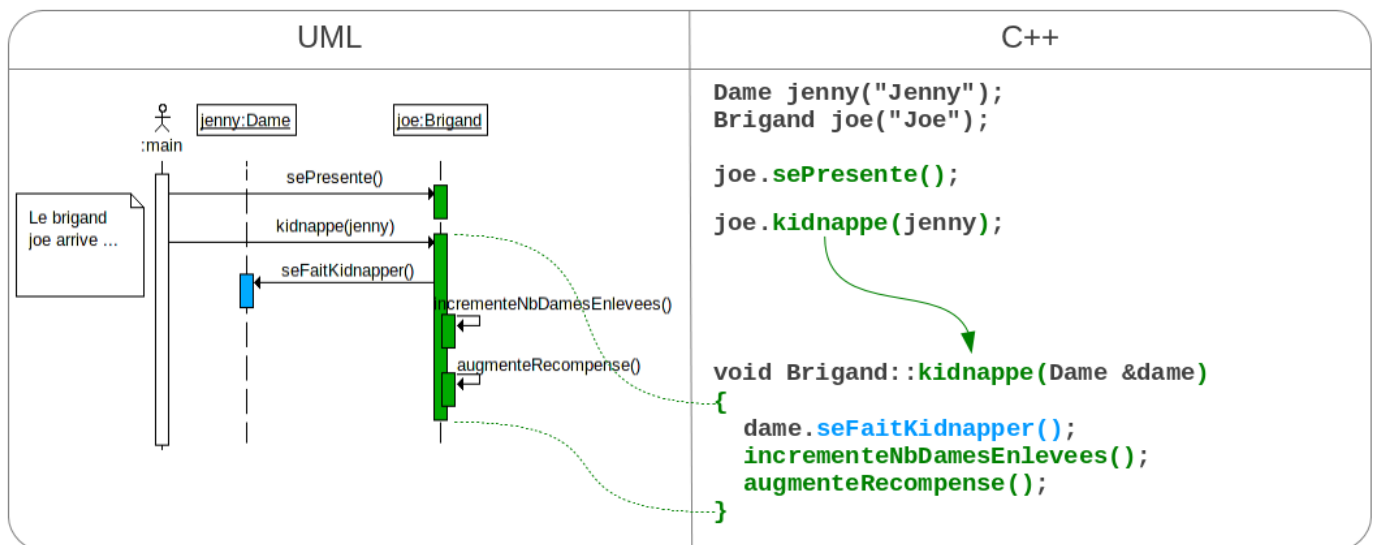 UML
C++
:main
jenny:Dame
joe:Brigand
sePresente()
Le brigand
joe arrive ...
kidnappe(jenny)
seFaitKidnapper()
incrementeNbDamesEnlevees()
augmenteRecompense()
Dame jenny("Jenny");
Brigand joe("Joe");
joe.sePresente();
joe.kidnappe(jenny);
void Brigand::kidnappe(Dame &dame)
{
dame.seFaitKidnapper();
incrementeNbDamesEnlevees();
augmenteRecompense();
}